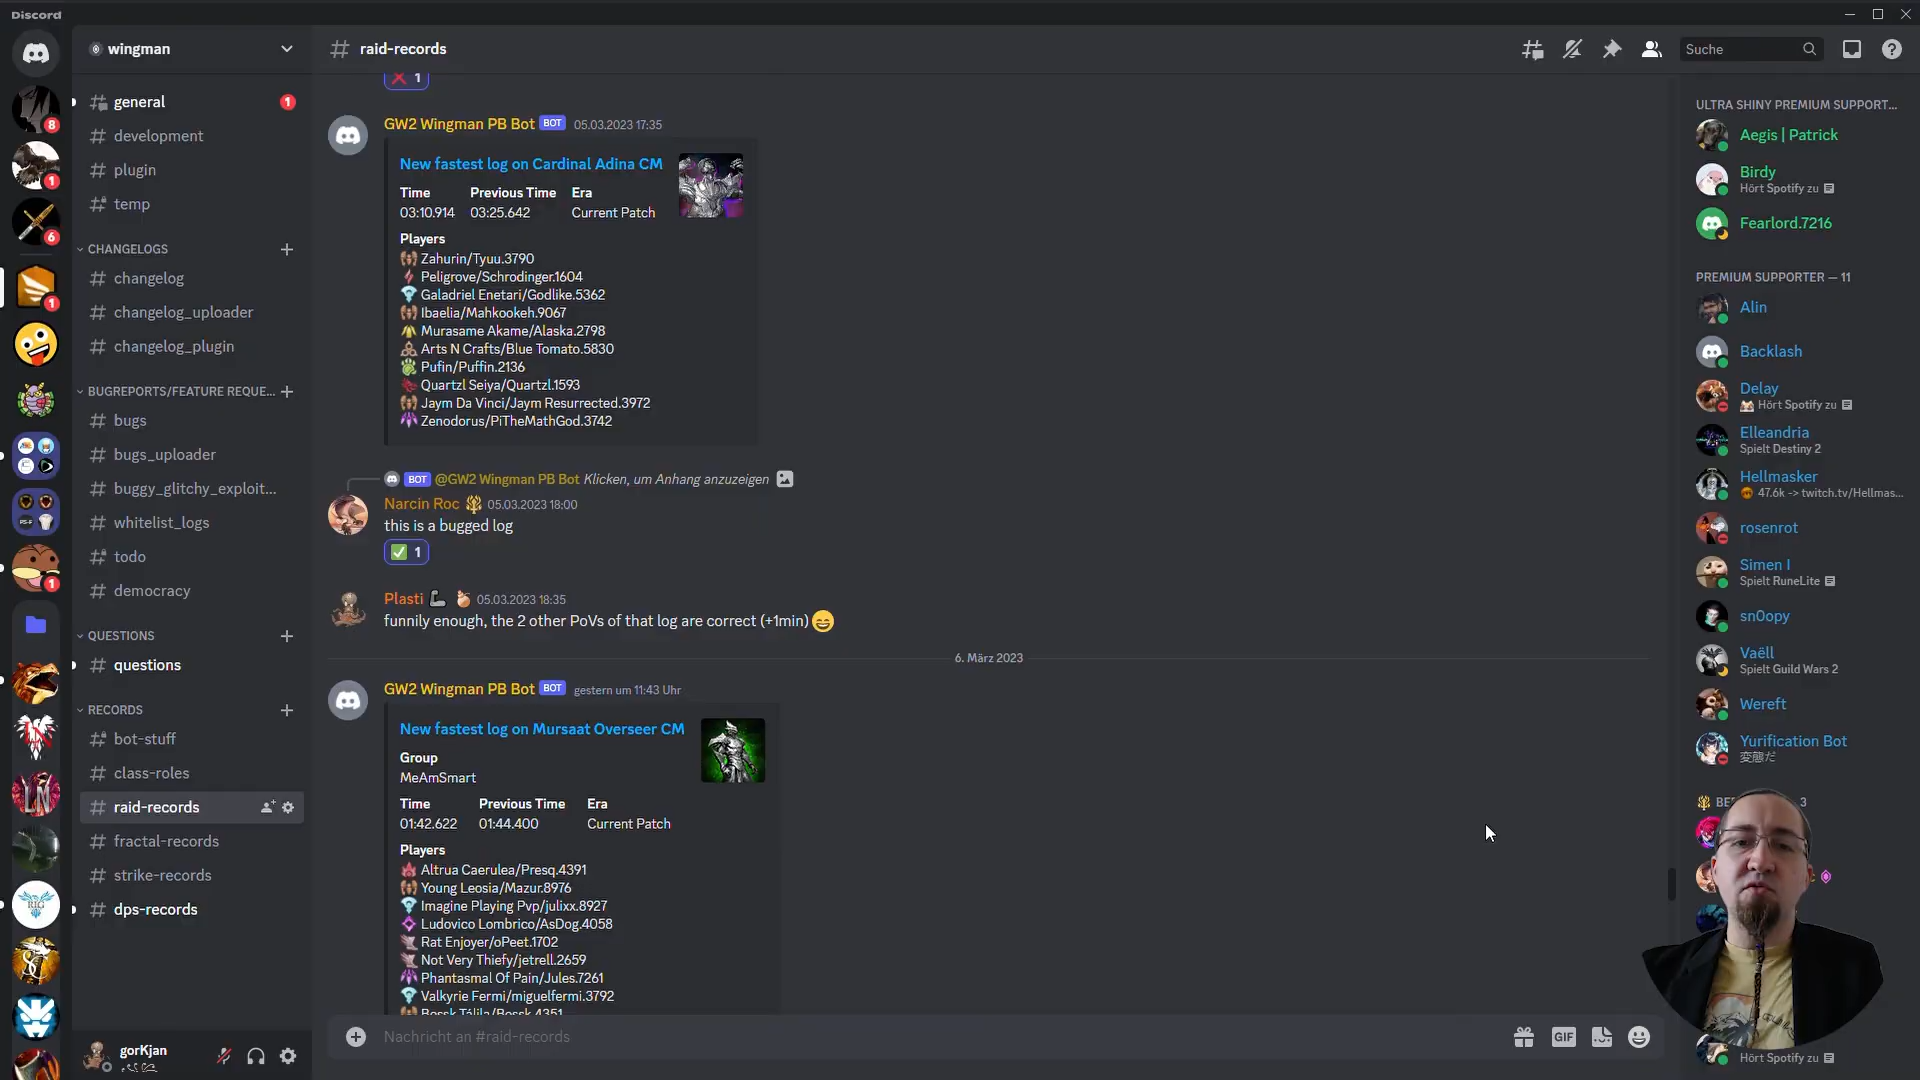 Discord
wingman
raid-records
Suche
general
1
development
plugin
temp
CHANGELOGS
changelog
changelog_uploader
changelog_plugin
BUGREPORTS/FEATURE REQUE...
bugs
bugs_uploader
buggy_glitchy_exploit...
whitelist_logs
todo
democracy
QUESTIONS
questions
RECORDS
bot-stuff
class-roles
raid-records
fractal-records
strike-records
dps-records
gorKjan
8
1
6
1
1
1
GW2 Wingman PB Bot BOT 05.03.2023 17:35
New fastest log on Cardinal Adina CM
Time Previous Time Era
03:10.914 03:25.642 Current Patch
Players
Zahurin/Tyuu.3790
Peligrove/Schrodinger.1604
Galadriel Enetari/Godlike.5362
Ibaelia/Mahkookeh.9067
Murasame Akame/Alaska.2798
Arts N Crafts/Blue Tomato.5830
Pufin/Puffin.2136
Quartzl Seiya/Quartzl.1593
Jaym Da Vinci/Jaym Resurrected.3972
Zenodorus/PiTheMathGod.3742
BOT @GW2 Wingman PB Bot Klicken, um Anhang anzuzeigen
Narcin Roc 05.03.2023 18:00
this is a bugged log
1
Plasti 05.03.2023 18:35
funnily enough, the 2 other PoVs of that log are correct (+1min)
6. März 2023
GW2 Wingman PB Bot BOT gestern um 11:43 Uhr
New fastest log on Mursaat Overseer CM
Group
MeAmSmart
Time Previous Time Era
01:42.622 01:44.400 Current Patch
Players
Altrua Caerulea/Presq.4391
Young Leosia/Mazur.8976
Imagine Playing Pvp/julixx.8927
Ludovico Lombrico/AsDog.4058
Rat Enjoyer/oPeet.1702
Not Very Thiefy/jetrell.2659
Phantasmal Of Pain/Jules.7261
Valkyrie Fermi/miguelfermi.3792
Nachricht an #raid-records
GIF
ULTRA SHINY PREMIUM SUPPORT...
Aegis | Patrick
Birdy
Hört Spotify zu
Fearlord.7216
PREMIUM SUPPORTER — 11
Alin
Backlash
Delay
Hört Spotify zu
Elleandria
Spielt Destiny 2
Hellmasker
47.6k -> twitch.tv/Hellmas...
rosenrot
Simen I
Spielt RuneLite
sn0opy
Vaëll
Spielt Guild Wars 2
Wereft
Yurification Bot
変態だ
3
Hört Spotify zu